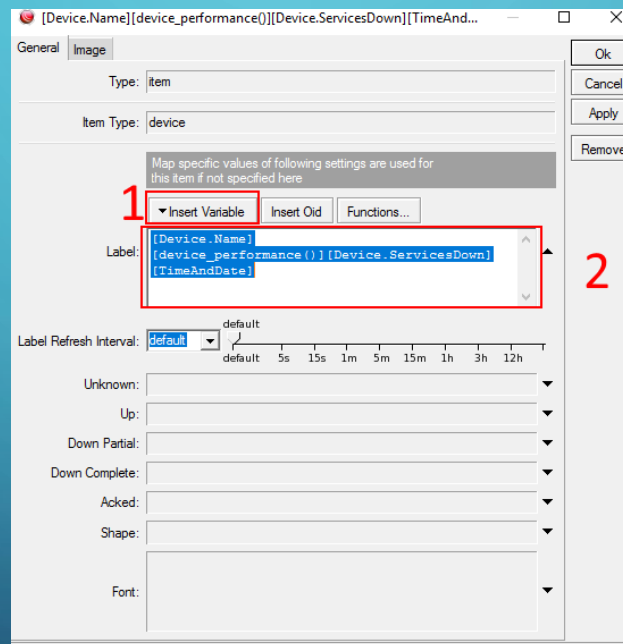 [Device.Name][device_performance()][Device.ServicesDown][TimeAnd...
General Image
Ok
Type: item
Cancel
Item Type: device
Apply
Remove
Map specific values of following settings are used for
this item if not specified here
1
Insert Variable Insert Oid Functions...
Label: [Device.Name]
[device_performance()][Device.ServicesDown]
[TimeAndDate]
2
default
Label Refresh Interval: default
default 5s 15s 1m 5m 15m 1h 3h 12h
Unknown:
Up:
Down Partial:
Down Complete:
Acked:
Shape:
Font: